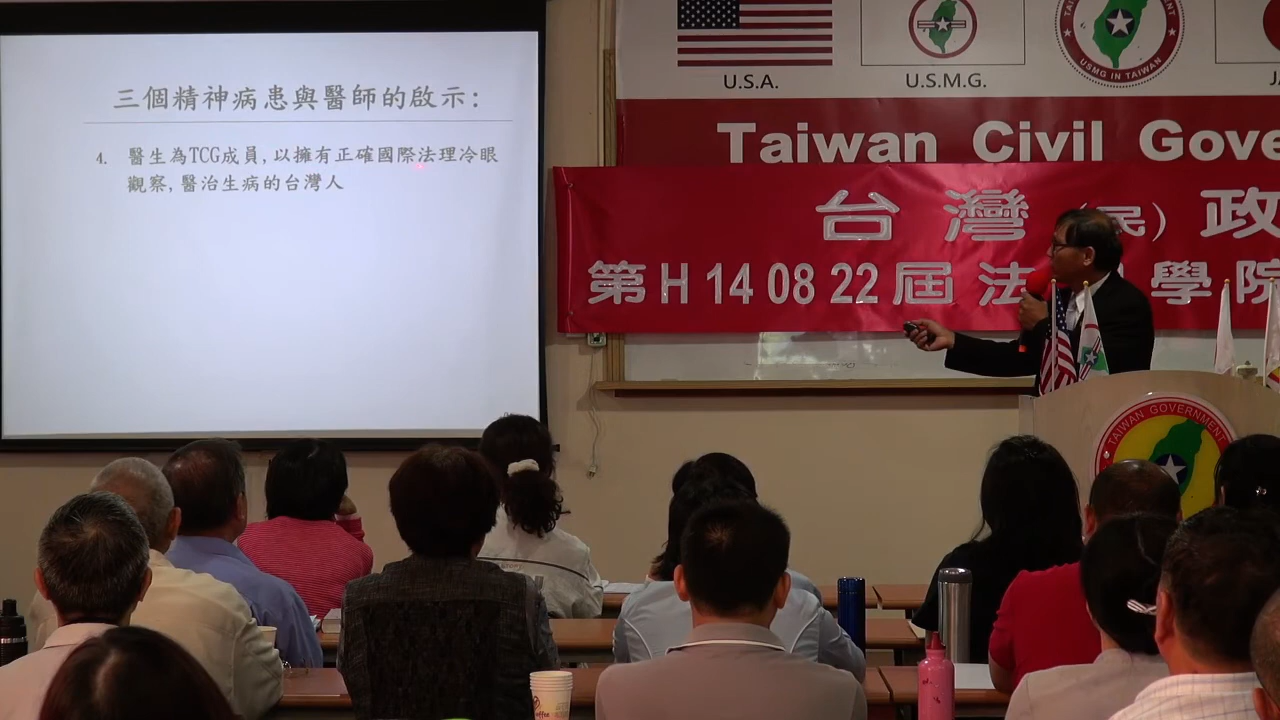 三個精神病患與醫師的啟示:
4. 醫生為TCG成員,以擁有正確國際法理冷眼
觀察,醫治生病的台灣人
U.S.A.
U.S.M.G.
USMG IN TAIWAN
Taiwan Civil Gove
台灣(民)政
第H 14 08 22屆法
學院
TAIWAN GOVERNMENT